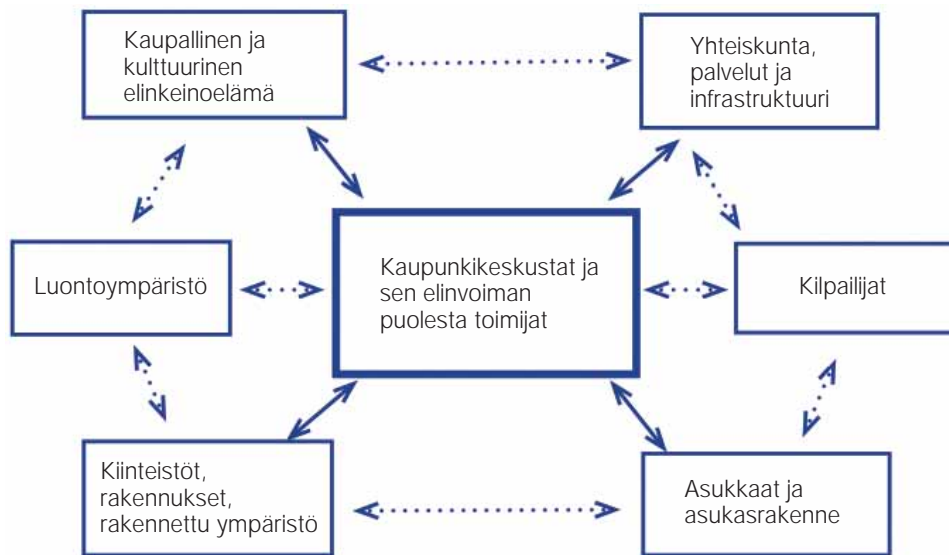 Kaupallinen ja
kulttuurinen
elinkeinoelämä
Yhteiskunta,
palvelut ja
infrastruktuuri
Luontoympäristö
Kaupunkikeskustat ja
sen elinvoiman
puolesta toimijat
Kilpailijat
Kiinteistöt,
rakennukset,
rakennettu ympäristö
Asukkaat ja
asukasrakenne